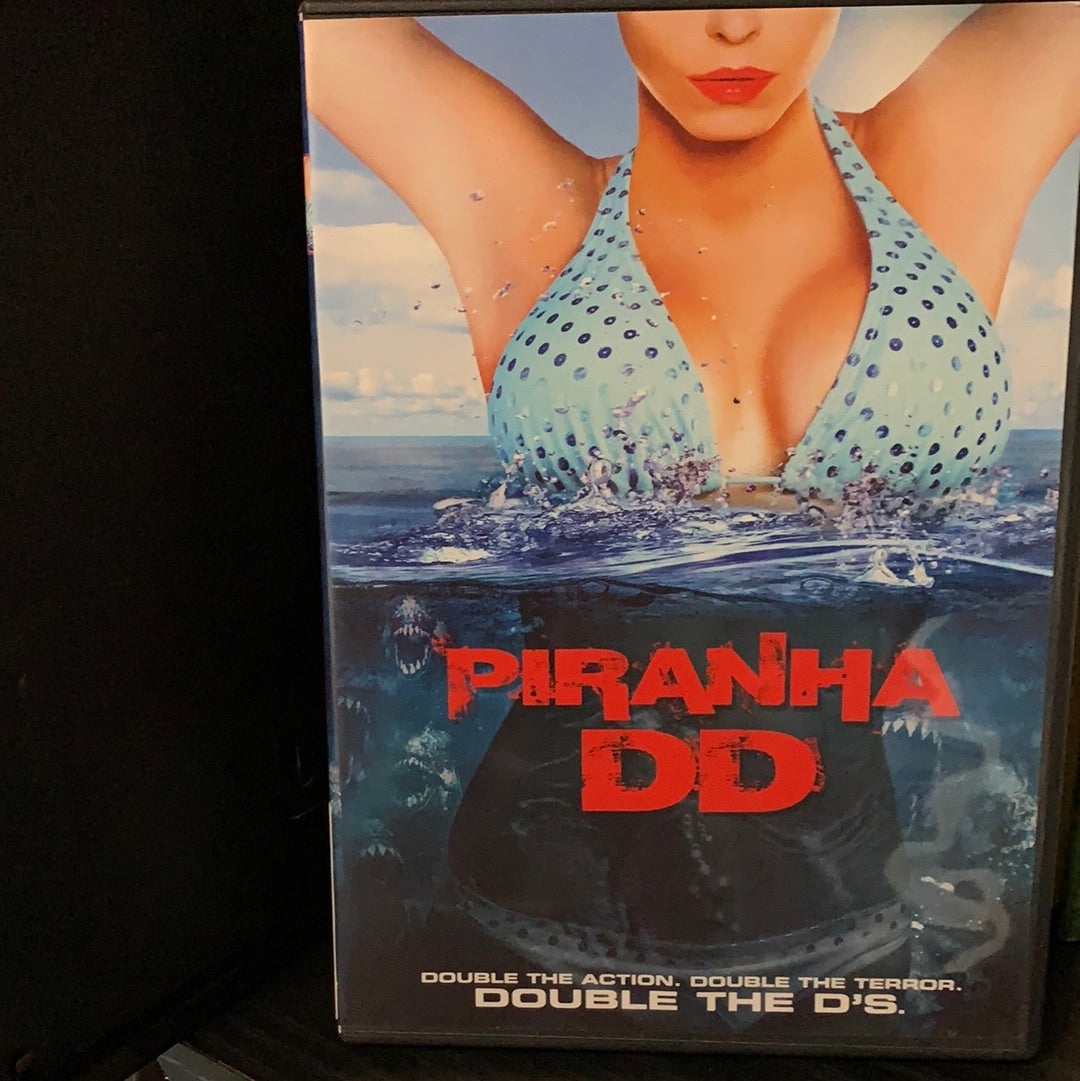 PIRANHA
DD
DOUBLE THE ACTION. DOUBLE THE TERROR.
DOUBLE THE D'S.